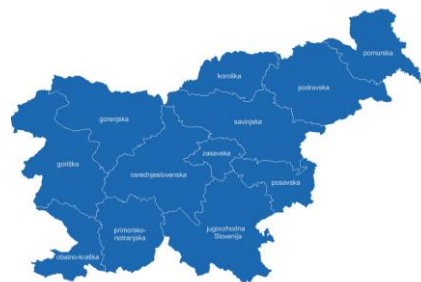 pomurska
koroška
podravska
gorenjska
savinjska
zasavska
goriška
osrednjeslovenska
posavska
primorsko-
notranjska
jugovzhodna
Slovenija
obalno-kraška